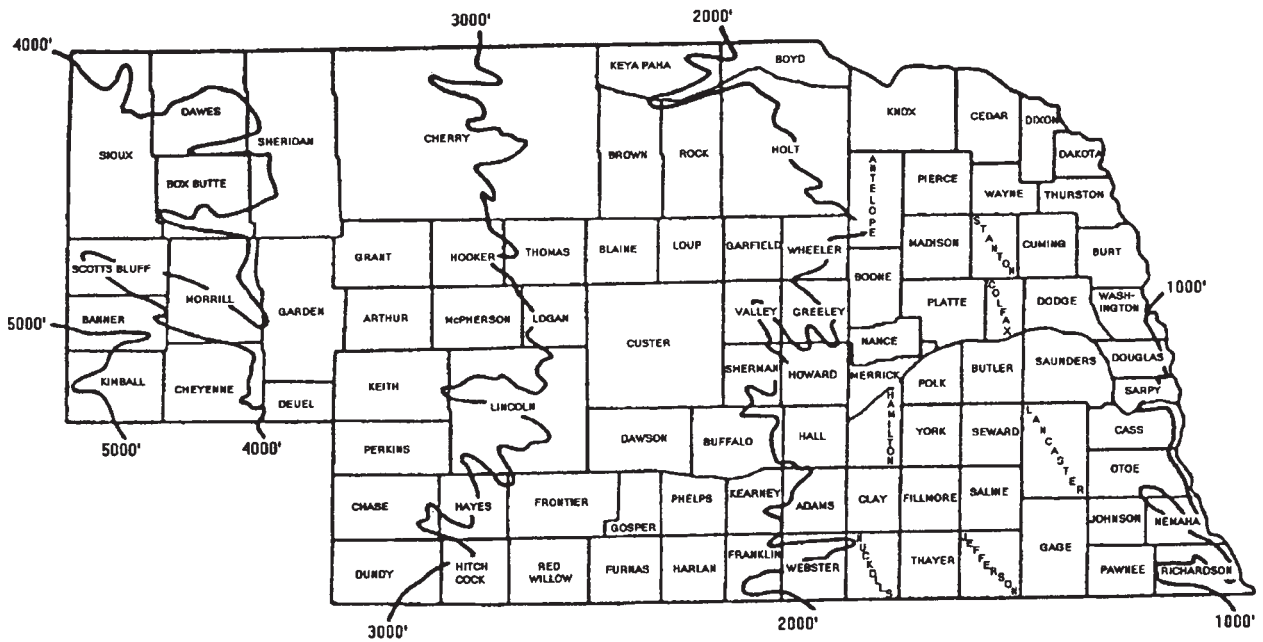 3000'
2000'
4000'
KEYA PAHA
BOYD
DAWES
SHERIDAN
CHERRY
KNOX
CEDAR
DIXON
SIOUX
BROWN
ROCK
HOLT
DAKOTA
BOX BUTTE
ANTELOPE
PIERCE
WAYNE
THURSTON
GRANT
HOOKER
THOMAS
BLAINE
LOUP
GARFIELD
WHEELER
MADISON
STANTON
CUMING
BURT
SCOTTS BLUFF
BOONE
MORRILL
GARDEN
ARTHUR
McPHERSON
LOGAN
CUSTER
VALLEY
GREELEY
PLATTE
COLFAX
DODGE
WASH-
INGTON
1000'
5000'
BANNER
NANCE
KIMBALL
CHEYENNE
DEUEL
KEITH
LINCOLN
SHERMAN
HOWARD
MERRICK
POLK
BUTLER
SAUNDERS
DOUGLAS
SARPY
HAMILTON
LANCASTER
5000'
4000'
PERKINS
DAWSON
BUFFALO
HALL
YORK
SEWARD
CASS
OTOE
CHASE
HAYES
FRONTIER
GOSPER
PHELPS
KEARNEY
ADAMS
CLAY
FILLMORE
SALINE
JOHNSON
NEMAHA
DUNDY
HITCH
COCK
RED
WILLOW
FURNAS
HARLAN
FRANKLIN
WEBSTER
NUCKOLLS
THAYER
JEFFERSON
GAGE
PAWNEE
RICHARDSON
3000'
2000'
1000'